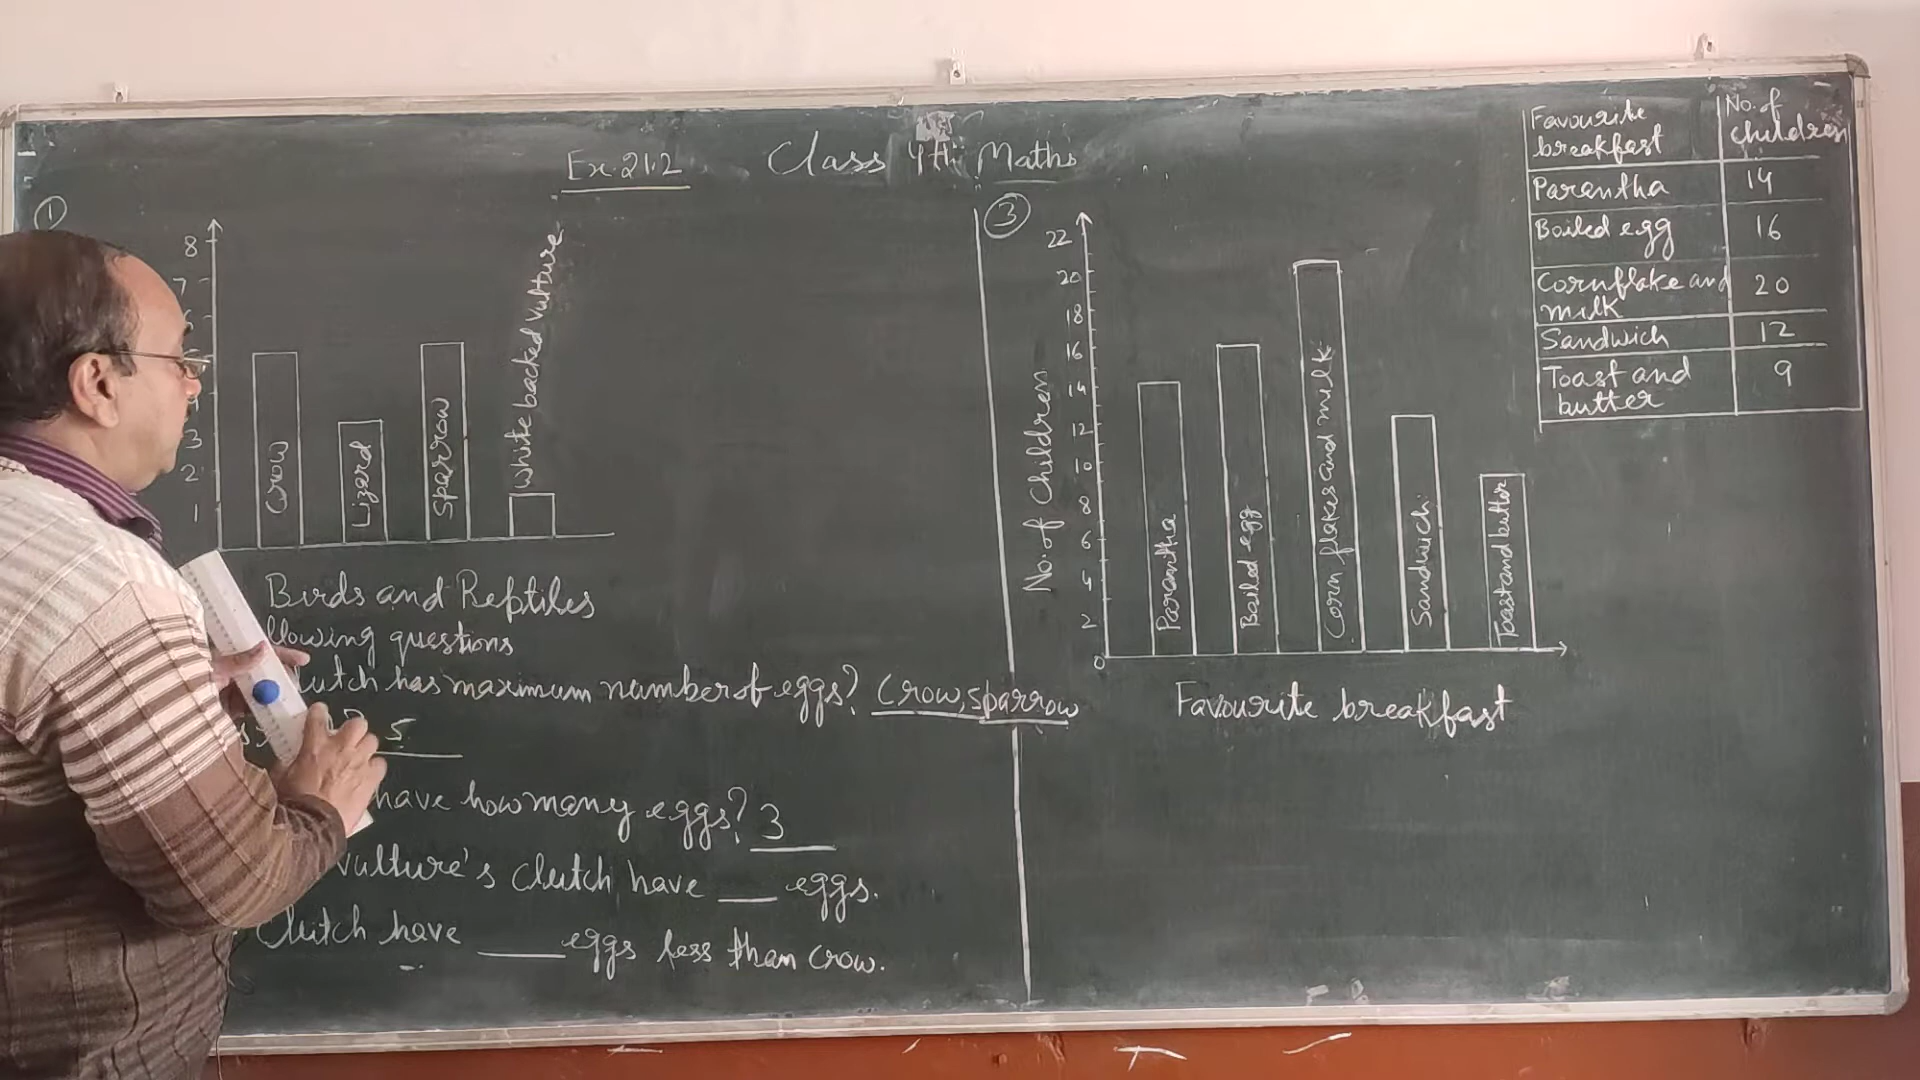 Ex. 21.2 Class 4th Maths
1
8
7
3
2
1
Crow
Lizard
Sparrow
White backed vulture
Birds and Reptiles
llowing questions
lutch has maximum number of eggs? Crow, sparrow
5
have how many eggs? 3
vulture's clutch have ___ eggs.
Clutch have ____ eggs less than crow.
3
No. of Children
22
20
18
16
14
12
10
8
6
4
2
0
Parantha
Boiled egg
Corn flakes and milk
Sandwich
Toast and butter
Favourite breakfast
Favourite breakfast No. of children
Parantha 14
Boiled egg 16
Cornflake and milk 20
Sandwich 12
Toast and butter 9